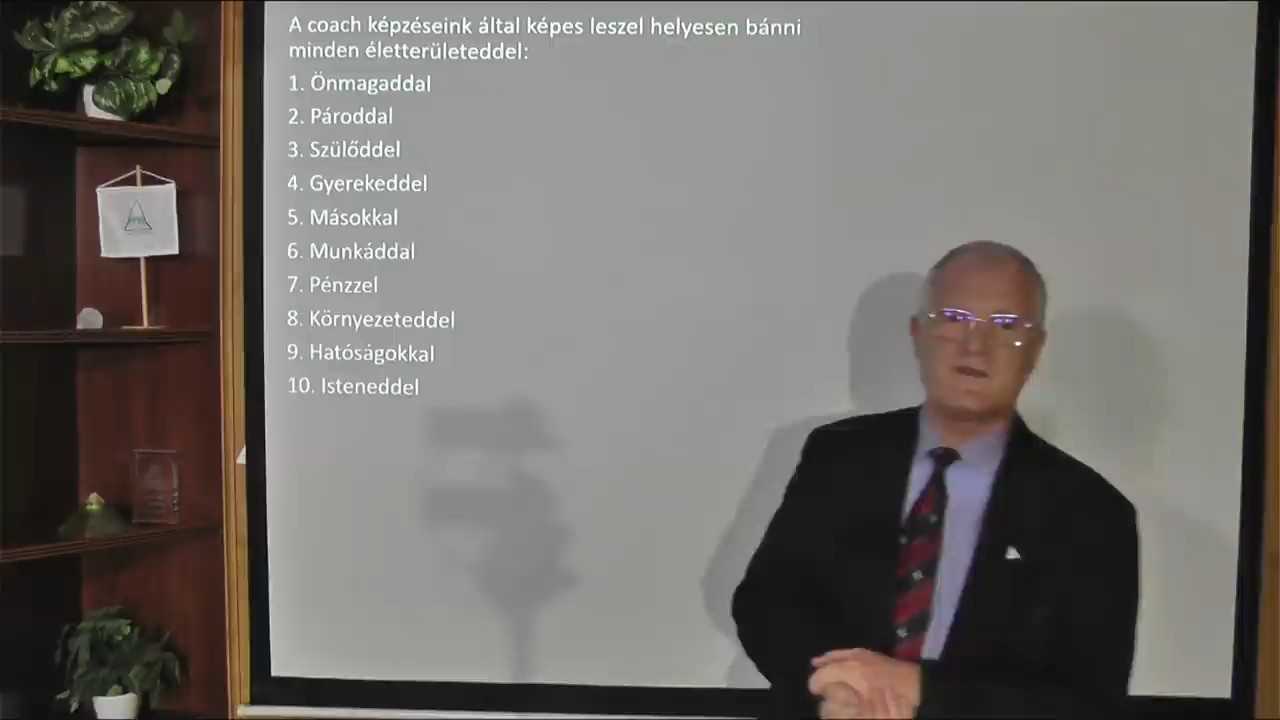 A coach képzéseink által képes leszel helyesen bánni
minden életterületeddel:
1. Önmagaddal
2. Pároddal
3. Szülőddel
4. Gyerekeddel
5. Másokkal
6. Munkáddal
7. Pénzzel
8. Környezeteddel
9. Hatóságokkal
10. Isteneddel